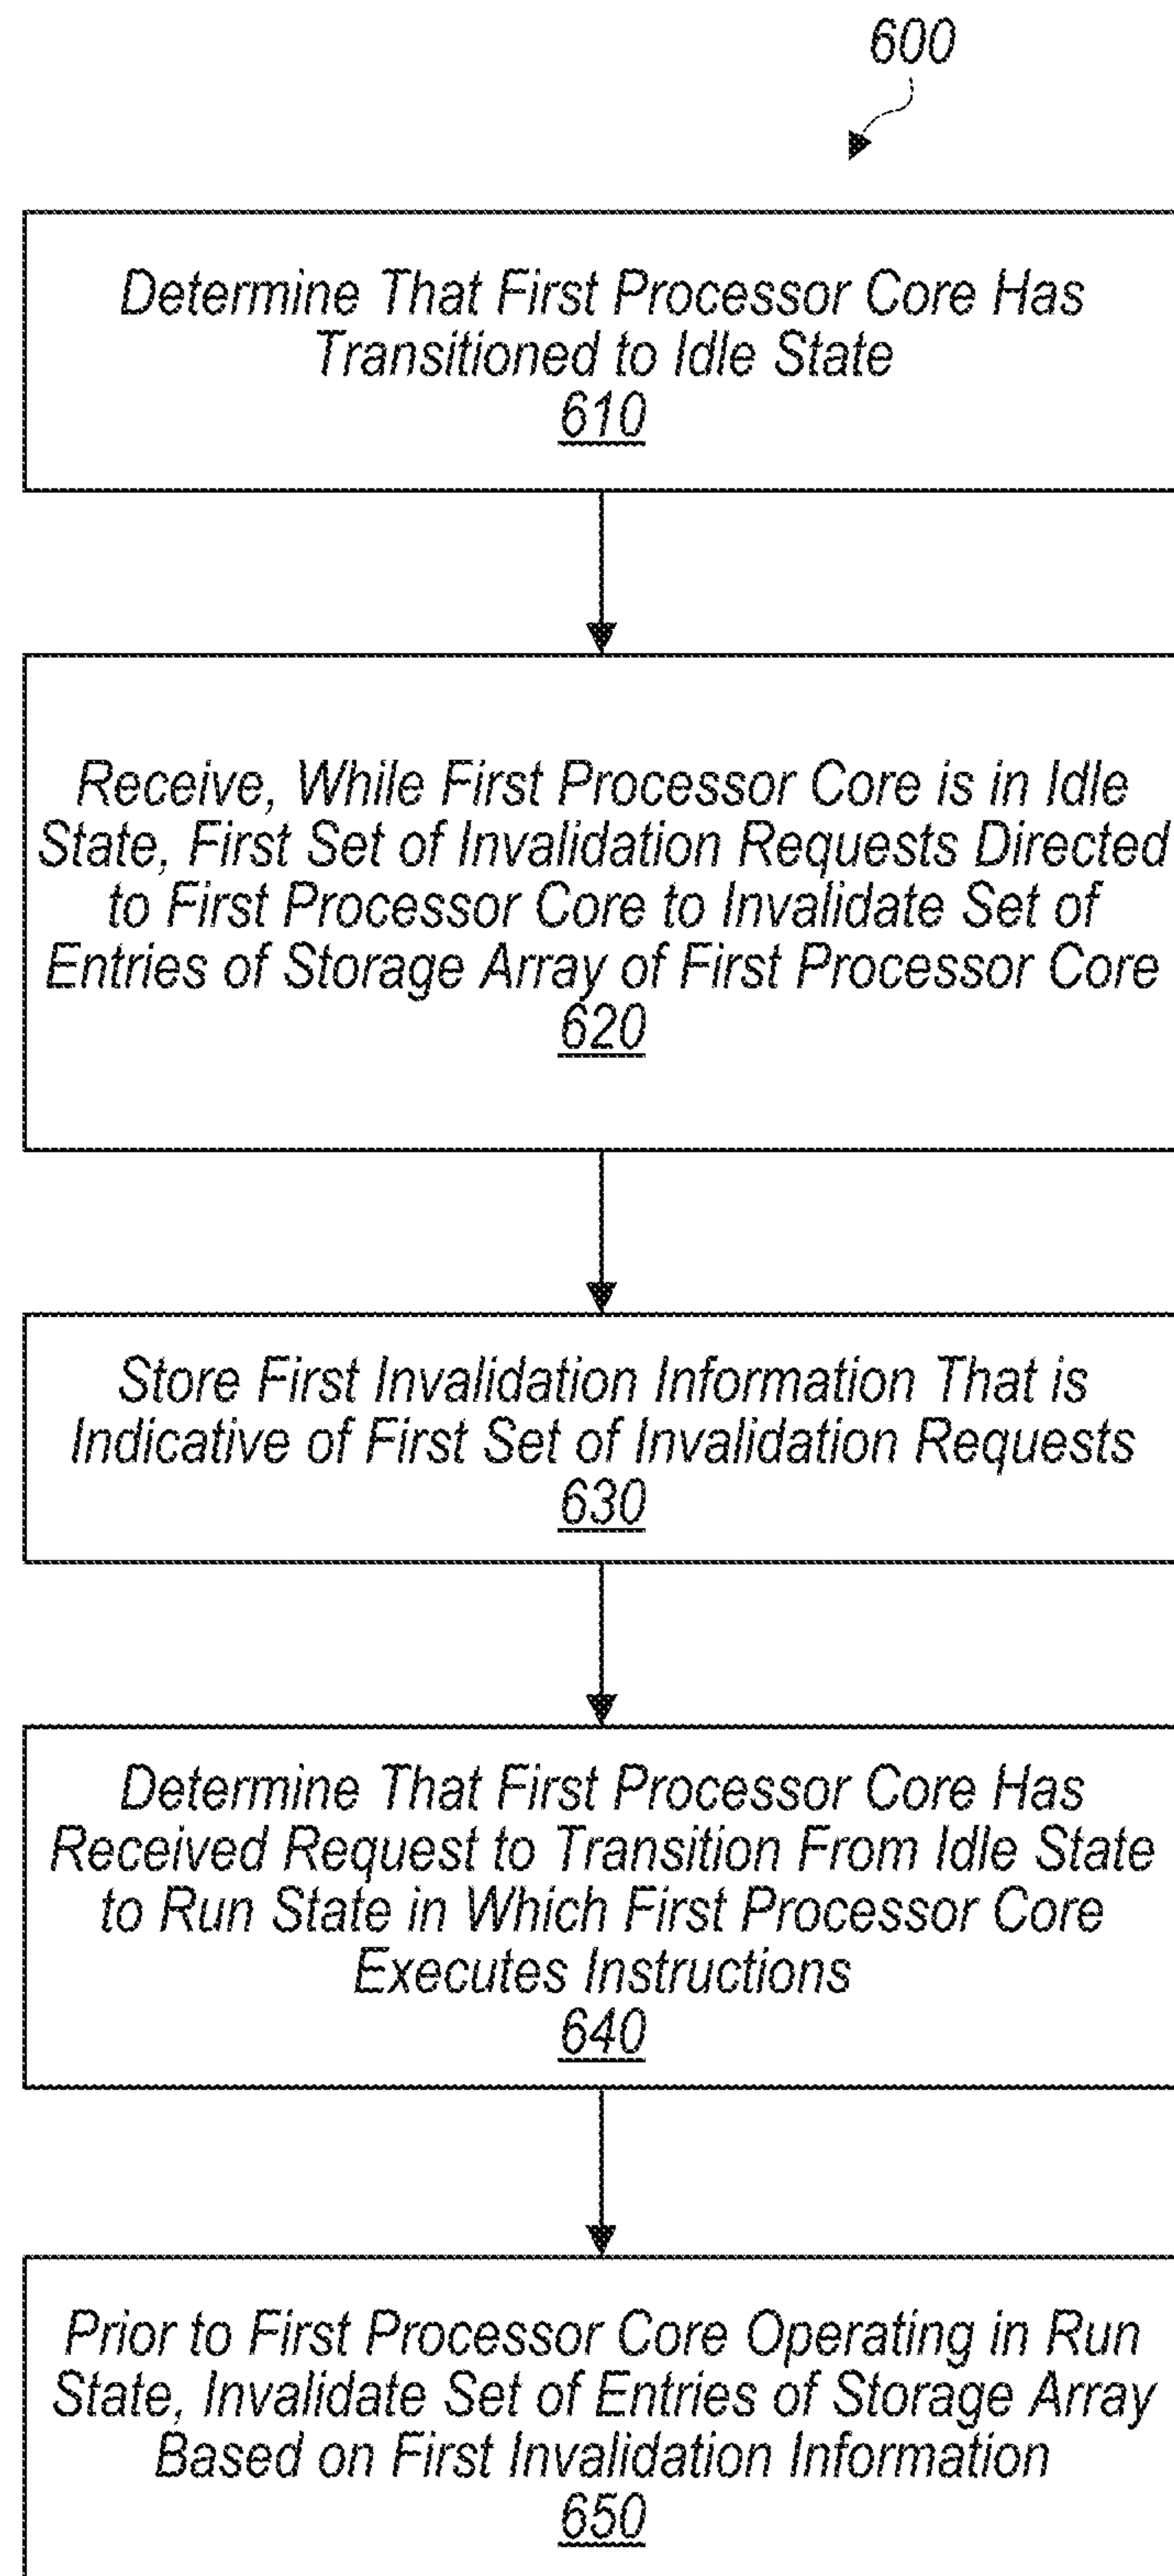 600
Determine That First Processor Core Has
Transitioned to Idle State
610
Receive, While First Processor Core is in Idle
State, First Set of Invalidation Requests Directed
to First Processor Core to Invalidate Set of
Entries of Storage Array of First Processor Core
620
Store First Invalidation Information That is
Indicative of First Set of Invalidation Requests
630
Determine That First Processor Core Has
Received Request to Transition From Idle State
to Run State in Which First Processor Core
Executes Instructions
640
Prior to First Processor Core Operating in Run
State, Invalidate Set of Entries of Storage Array
Based on First Invalidation Information
650